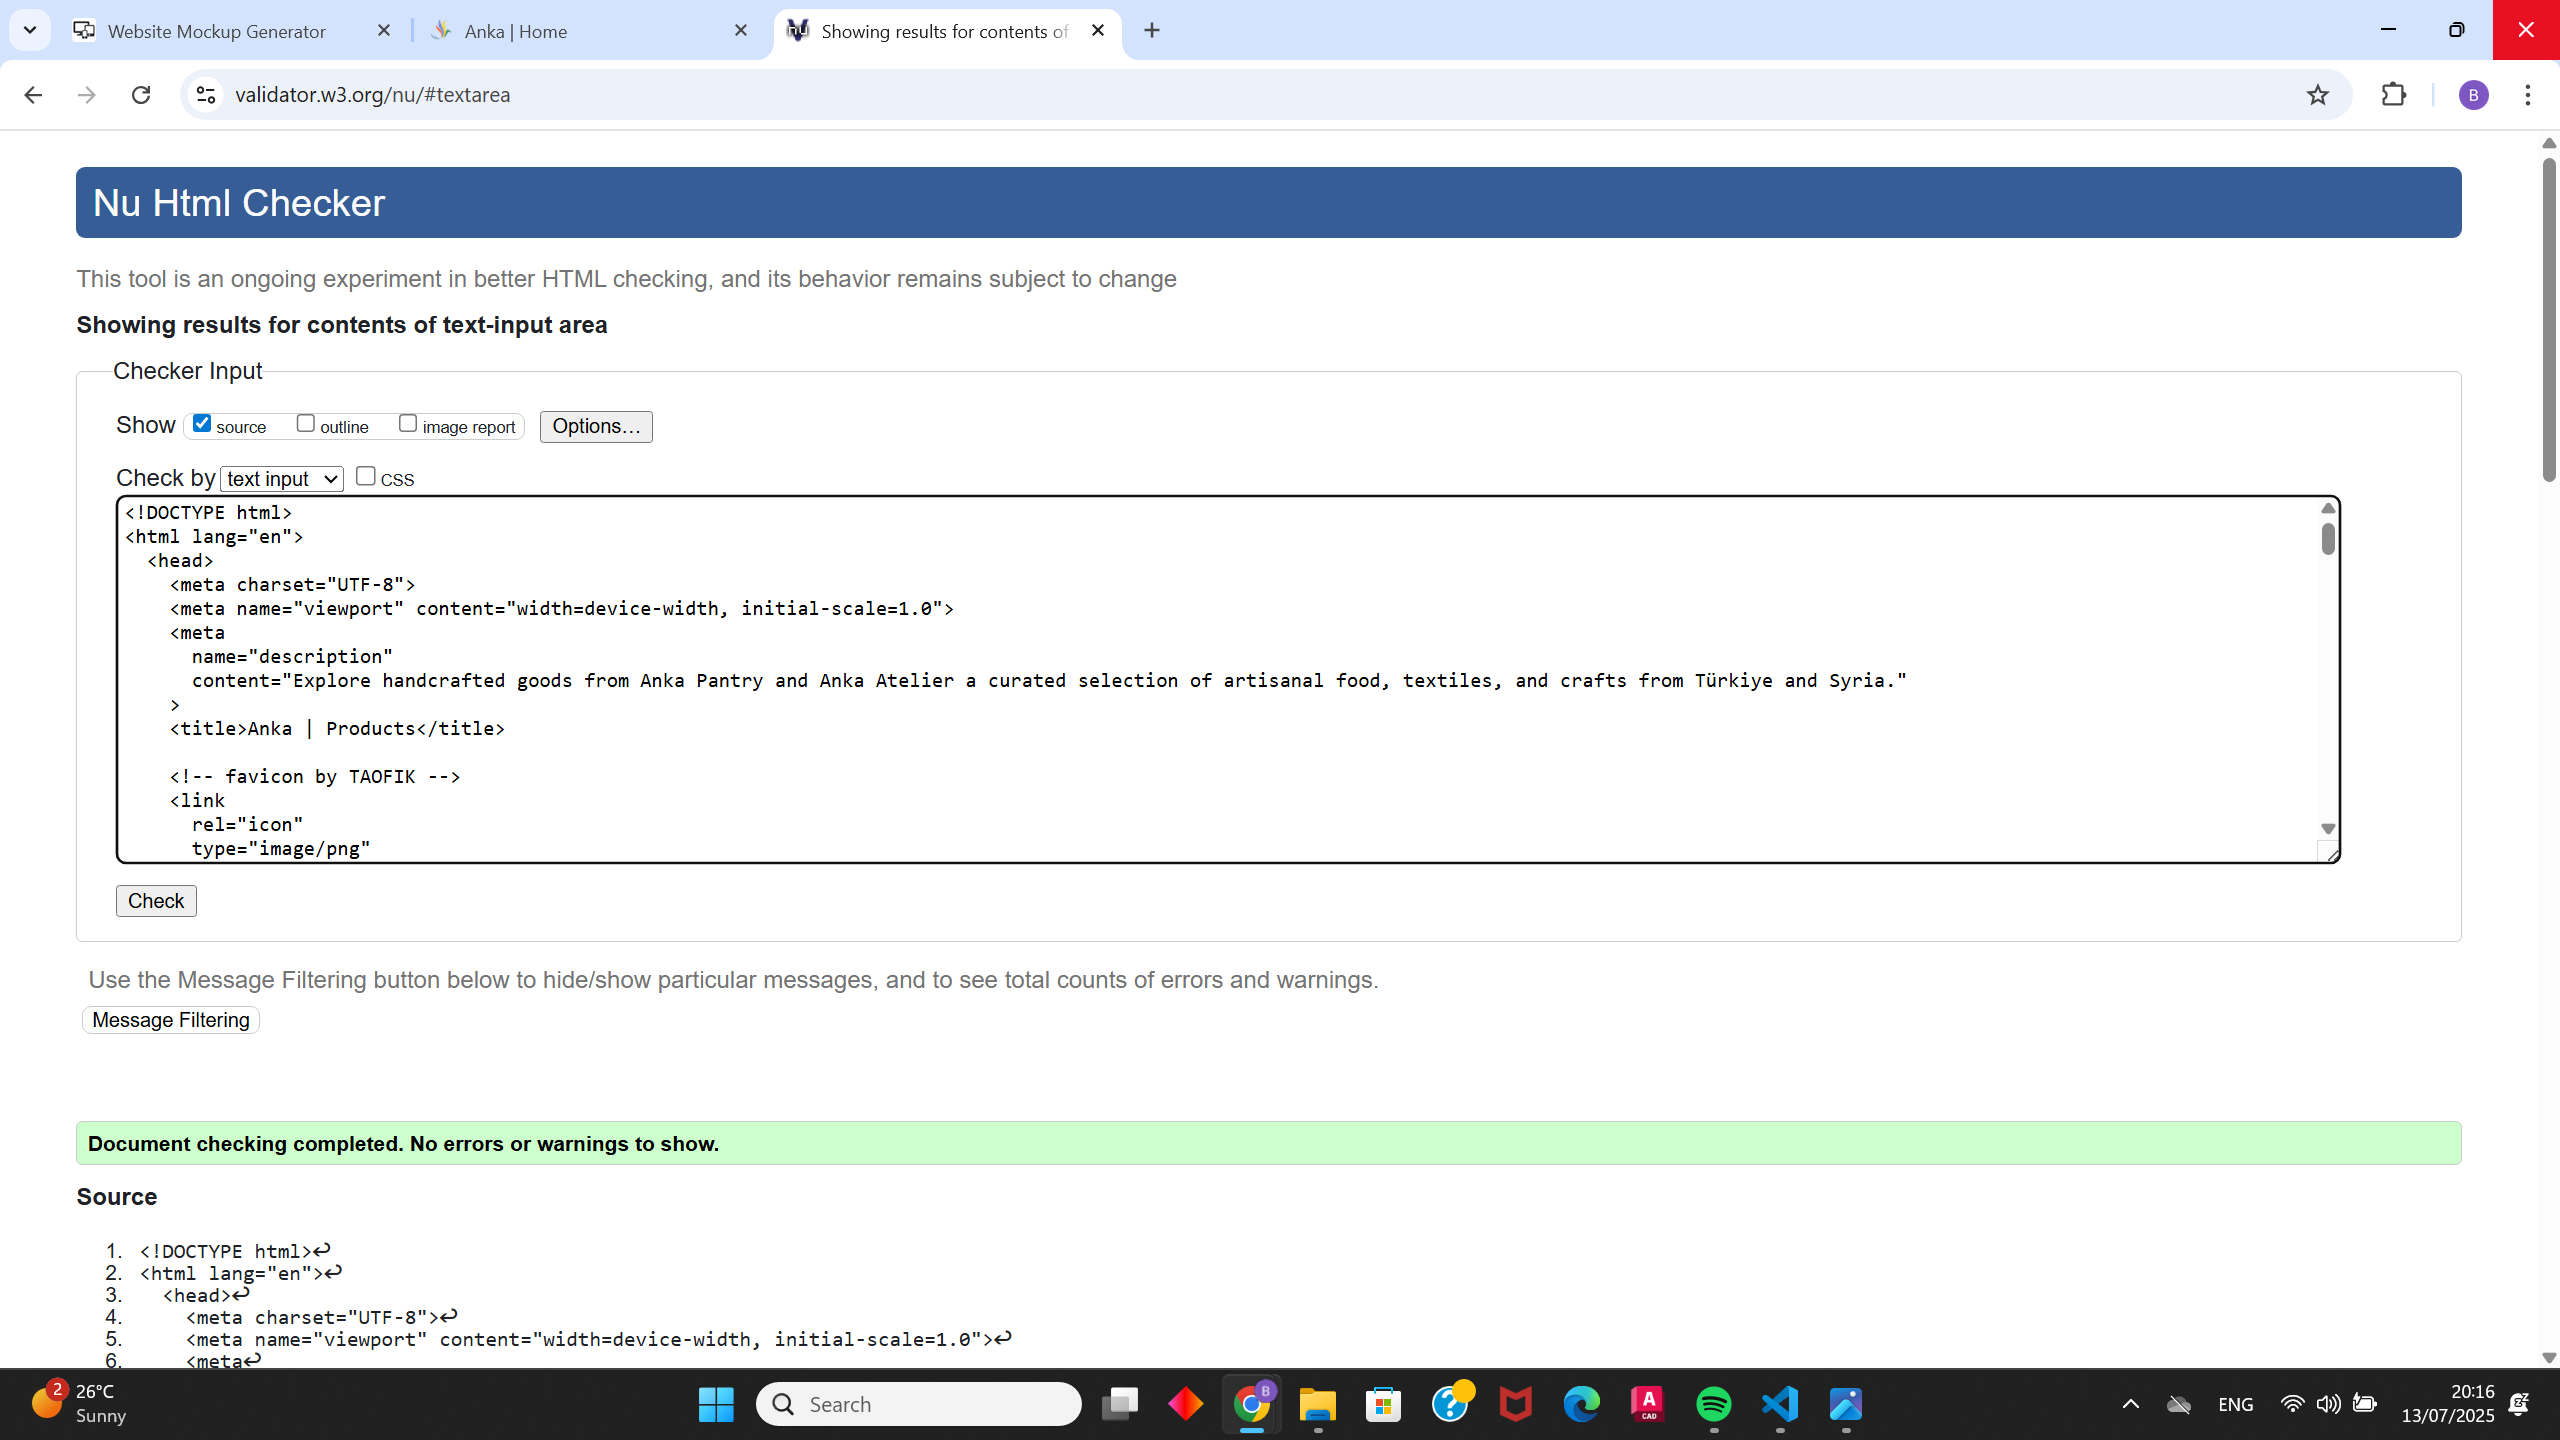 Website Mockup Generator
Anka | Home
Showing results for contents of
validator.w3.org/nu/#textarea
B
Nu Html Checker
This tool is an ongoing experiment in better HTML checking, and its behavior remains subject to change
Showing results for contents of text-input area
Checker Input
Show source outline image report Options…
Check by text input CSS
<!DOCTYPE html>
<html lang="en">
<head>
<meta charset="UTF-8">
<meta name="viewport" content="width=device-width, initial-scale=1.0">
<meta
name="description"
content="Explore handcrafted goods from Anka Pantry and Anka Atelier a curated selection of artisanal food, textiles, and crafts from Türkiye and Syria."
>
<title>Anka | Products</title>
<!-- favicon by TAOFIK -->
<link
rel="icon"
type="image/png"
Check
Use the Message Filtering button below to hide/show particular messages, and to see total counts of errors and warnings.
Message Filtering
Document checking completed. No errors or warnings to show.
Source
1. <!DOCTYPE html>↩
2. <html lang="en">↩
3. <head>↩
4. <meta charset="UTF-8">↩
5. <meta name="viewport" content="width=device-width, initial-scale=1.0">↩
6. <meta↩
2
26°C
Sunny
Search
B
A
CAD
ENG
20:16
13/07/2025